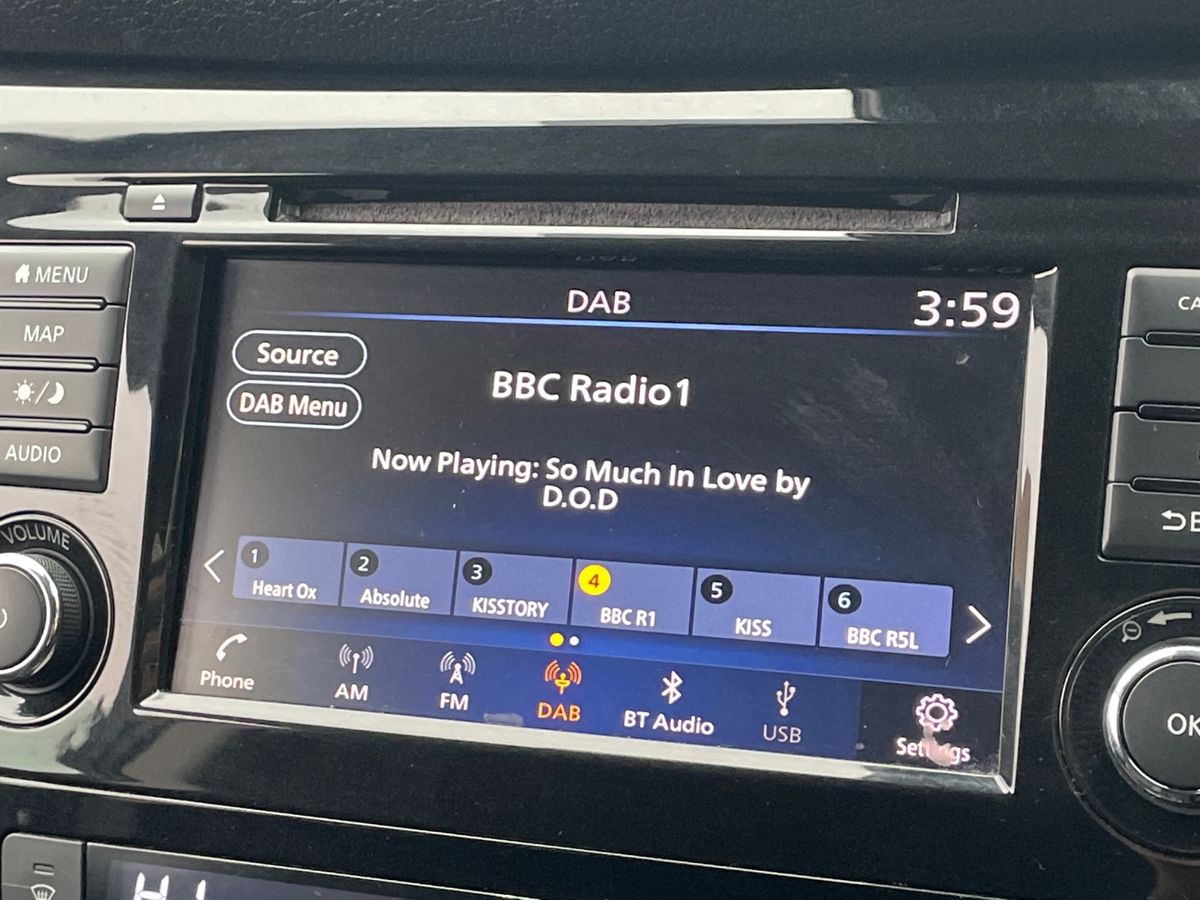 MENU
MAP
AUDIO
VOLUME
DAB
3:59
Source
DAB Menu
BBC Radio1
Now Playing: So Much In Love by
D.O.D
1 Heart Ox
2 Absolute
3 KISSTORY
4 BBC R1
5 KISS
6 BBC R5L
Phone
AM
FM
DAB
BT Audio
USB
Settings
CA
OK
HI